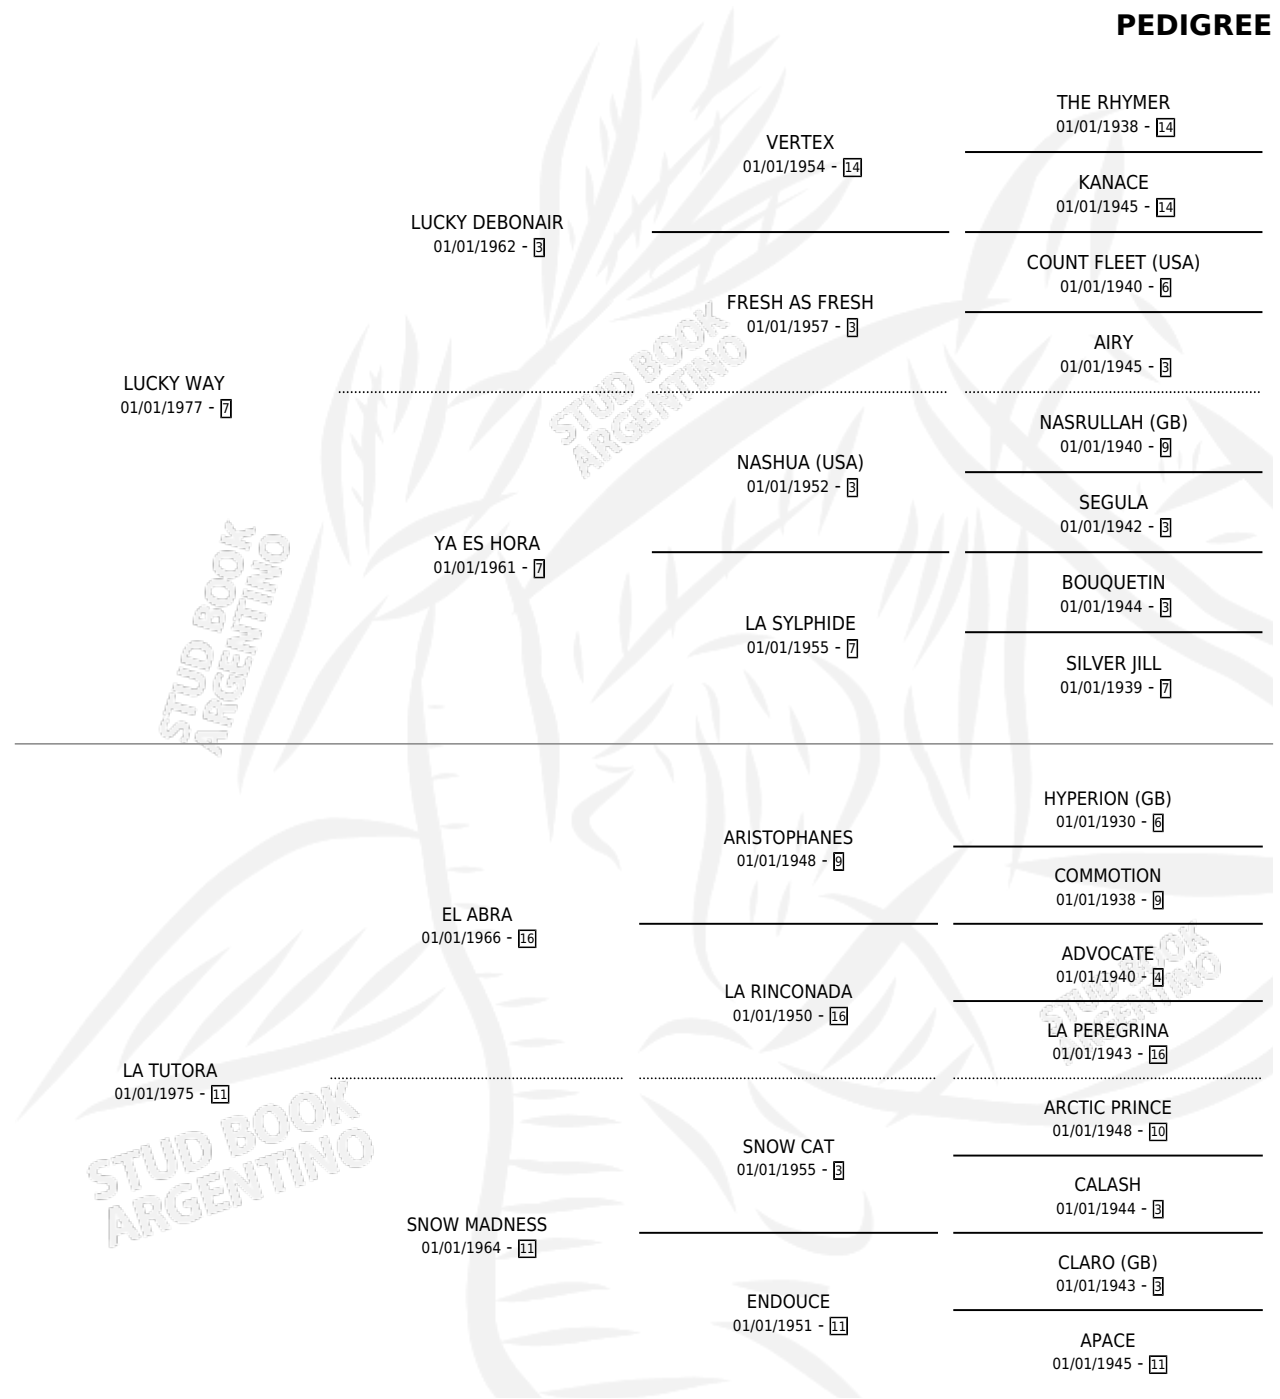 PEDIGREE
THE RHYMER
01/01/1938 - 14
VERTEX
01/01/1954 - 14
KANACE
01/01/1945 - 14
LUCKY DEBONAIR
01/01/1962 - 3
COUNT FLEET (USA)
01/01/1940 - 6
FRESH AS FRESH
01/01/1957 - 3
AIRY
01/01/1945 - 3
LUCKY WAY
01/01/1977 - 7
NASRULLAH (GB)
01/01/1940 - 9
NASHUA (USA)
01/01/1952 - 3
SEGULA
01/01/1942 - 3
YA ES HORA
01/01/1961 - 7
BOUQUETIN
01/01/1944 - 3
LA SYLPHIDE
01/01/1955 - 7
SILVER JILL
01/01/1939 - 7
HYPERION (GB)
01/01/1930 - 6
ARISTOPHANES
01/01/1948 - 9
COMMOTION
01/01/1938 - 9
EL ABRA
01/01/1966 - 16
ADVOCATE
01/01/1940 - 4
LA RINCONADA
01/01/1950 - 16
LA PEREGRINA
01/01/1943 - 16
LA TUTORA
01/01/1975 - 11
ARCTIC PRINCE
01/01/1948 - 10
SNOW CAT
01/01/1955 - 3
CALASH
01/01/1944 - 3
SNOW MADNESS
01/01/1964 - 11
CLARO (GB)
01/01/1943 - 3
ENDOUCE
01/01/1951 - 11
APACE
01/01/1945 - 11
STUD BOOK
ARGENTINO
STUD BOOK
ARGENTINO
STUD BOOK
ARGENTINO
STUD BOOK
ARGENTINO